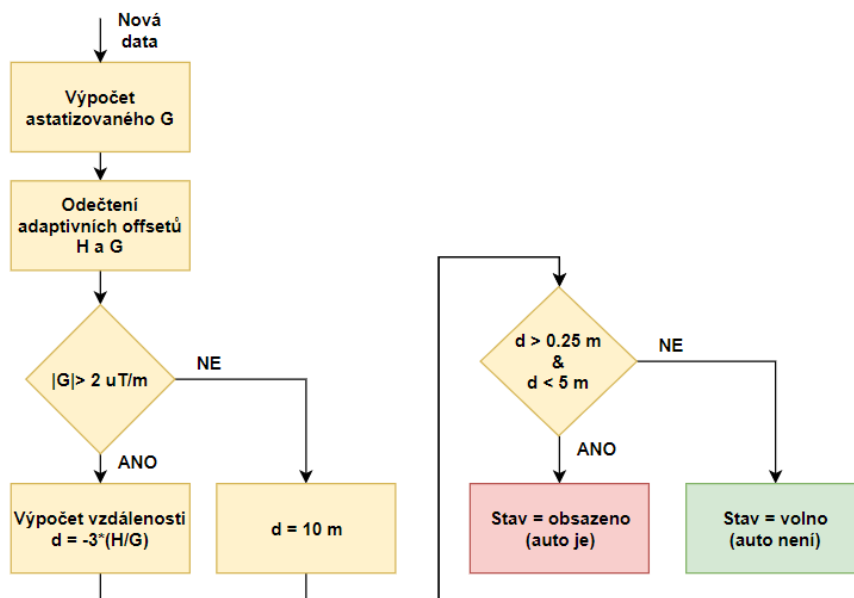 Nová
data
Výpočet
astatizovaného G
Odečtení
adaptivních offsetů
H a G
|G|> 2 uT/m
NE
ANO
Výpočet vzdálenosti
d = -3*(H/G)
d = 10 m
d > 0.25 m
&
d < 5 m
NE
ANO
Stav = obsazeno
(auto je)
Stav = volno
(auto není)